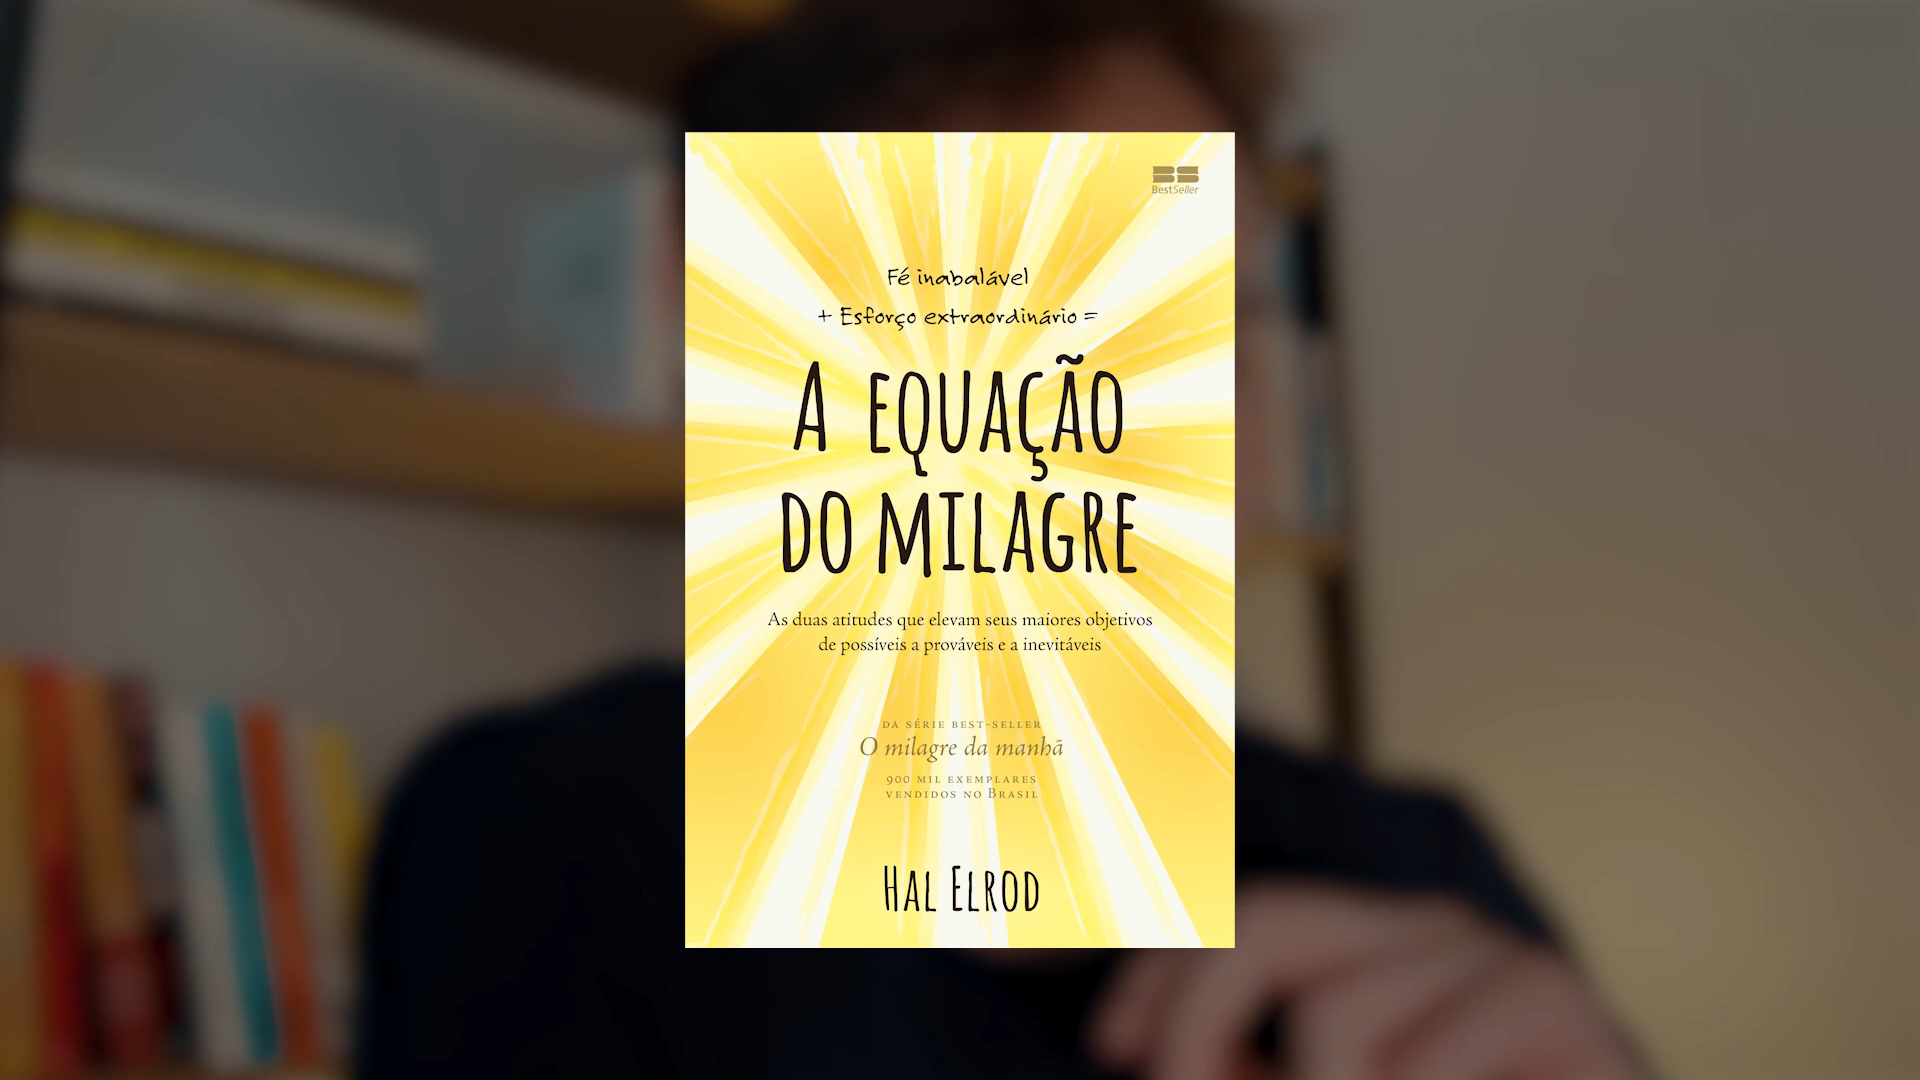 BS
BestSeller
Fé inabalável
+ Esforço extraordinário =
A EQUAÇÃO
DO MILAGRE
As duas atitudes que elevam seus maiores objetivos
de possíveis a prováveis e a inevitáveis
DA SÉRIE BEST-SELLER
O milagre da manhã
900 MIL EXEMPLARES
VENDIDOS NO BRASIL
HAL ELROD